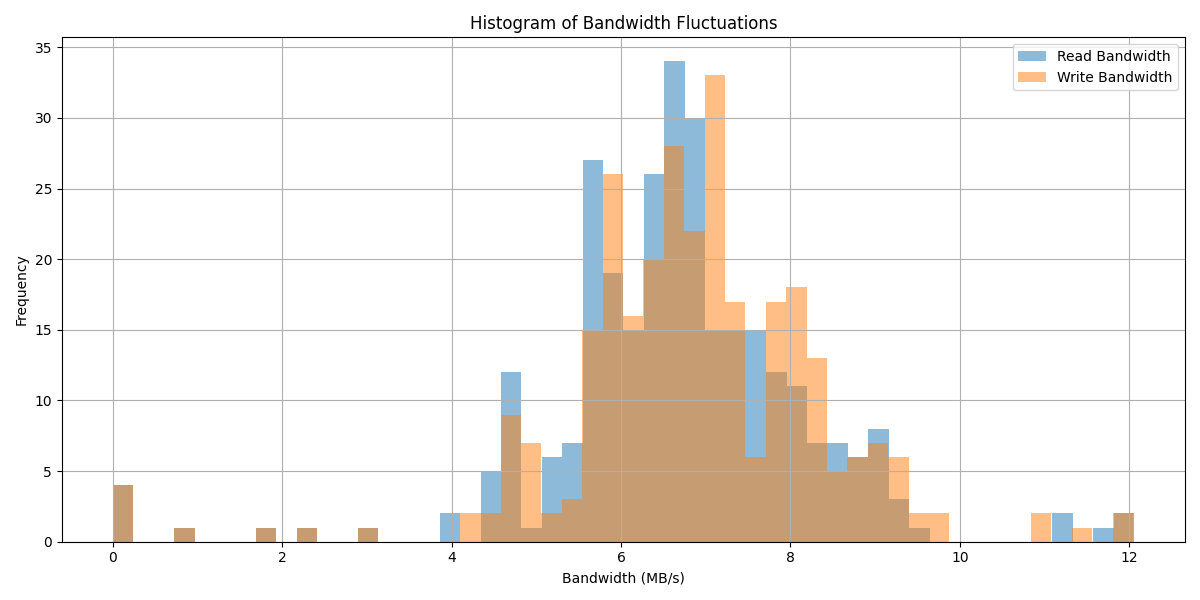 Histogram of Bandwidth Fluctuations
Read Bandwidth
Write Bandwidth
Frequency
35
30
25
20
15
10
5
0
0 2 4 6 8 10 12
Bandwidth (MB/s)